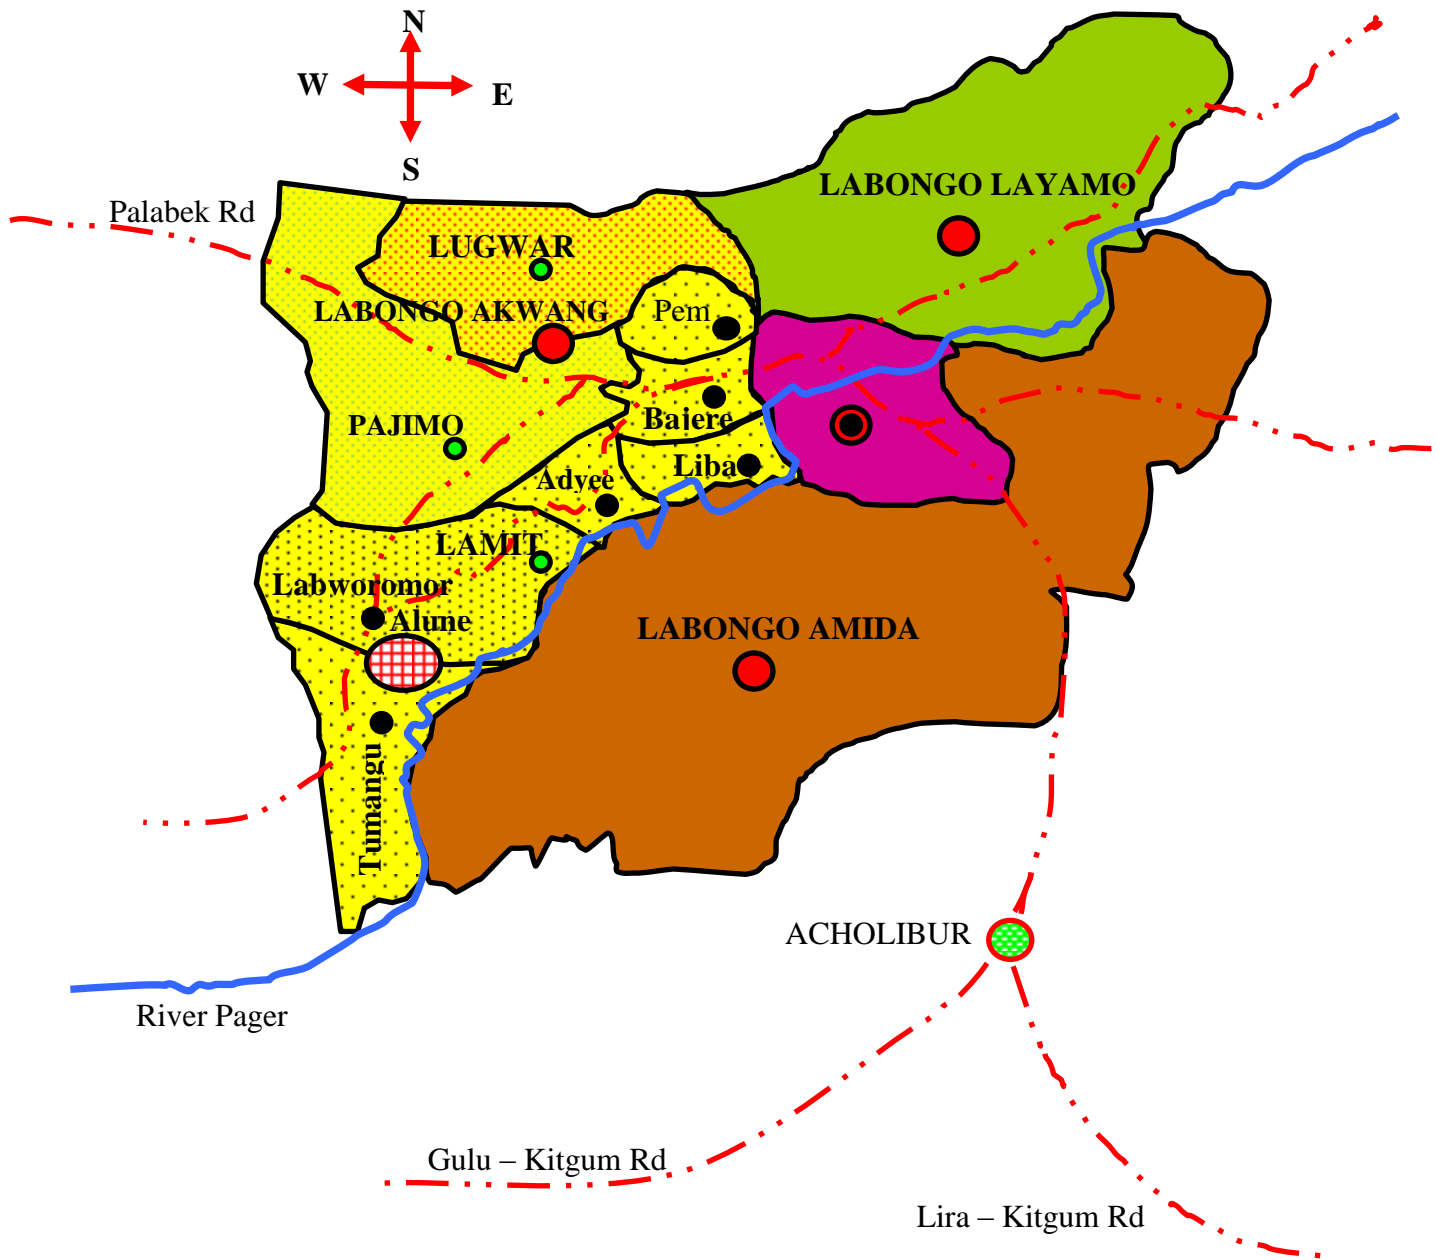 N
W
E
S
LABONGO LAYAMO
Palabek Rd
LUGWAR
LABONGO AKWANG
Pem
PAJIMO
Baiere
Liba
Adyee
LAMIT
Labworomor
Alune
LABONGO AMIDA
Tumangu
ACHOLIBUR
River Pager
Gulu – Kitgum Rd
Lira – Kitgum Rd